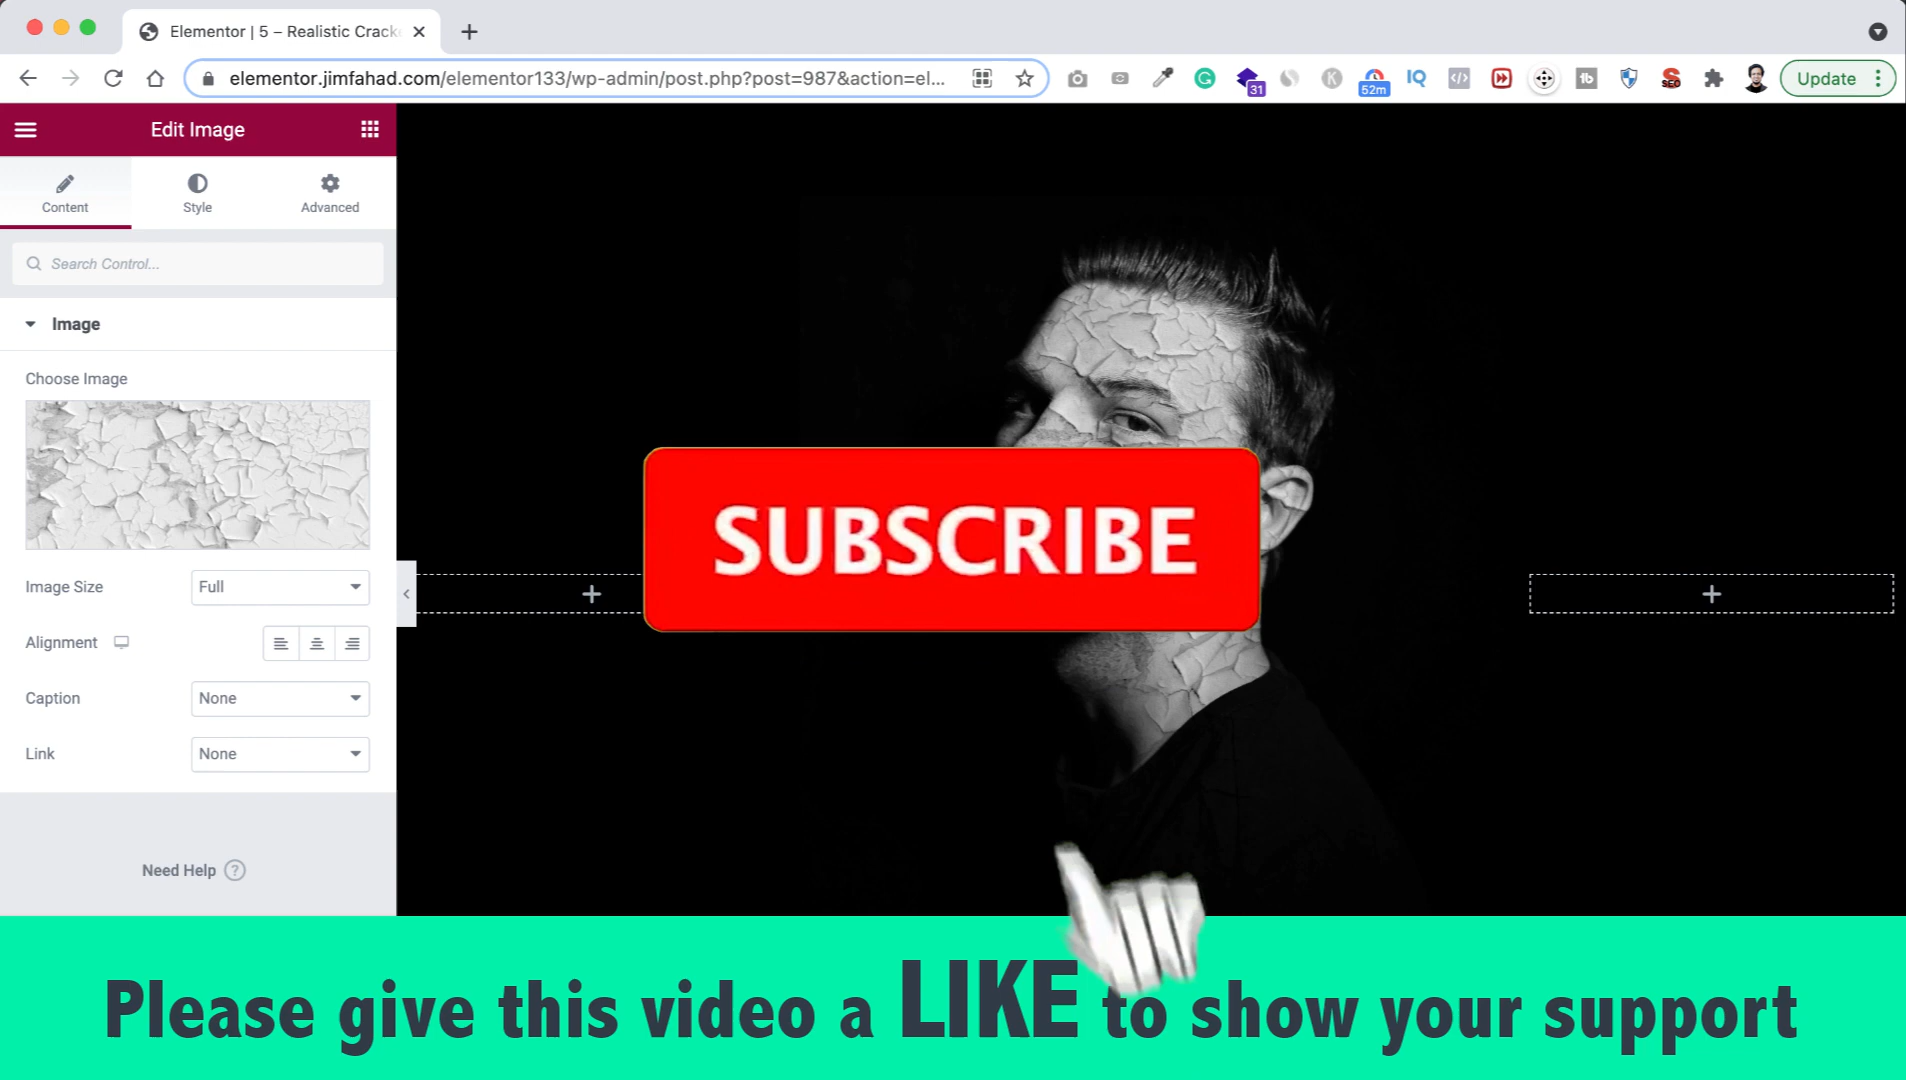 Elementor | 5 – Realistic Crack
elementor.jimfahad.com/elementor133/wp-admin/post.php?post=987&action=el...
31
K
52m
IQ
</>
tb
S
SEO
Update
Edit Image
Content
Style
Advanced
Search Control...
Image
Choose Image
Image Size
Full
Alignment
Caption
None
Link
None
Need Help ?
SUBSCRIBE
Please give this video a LIKE to show your support